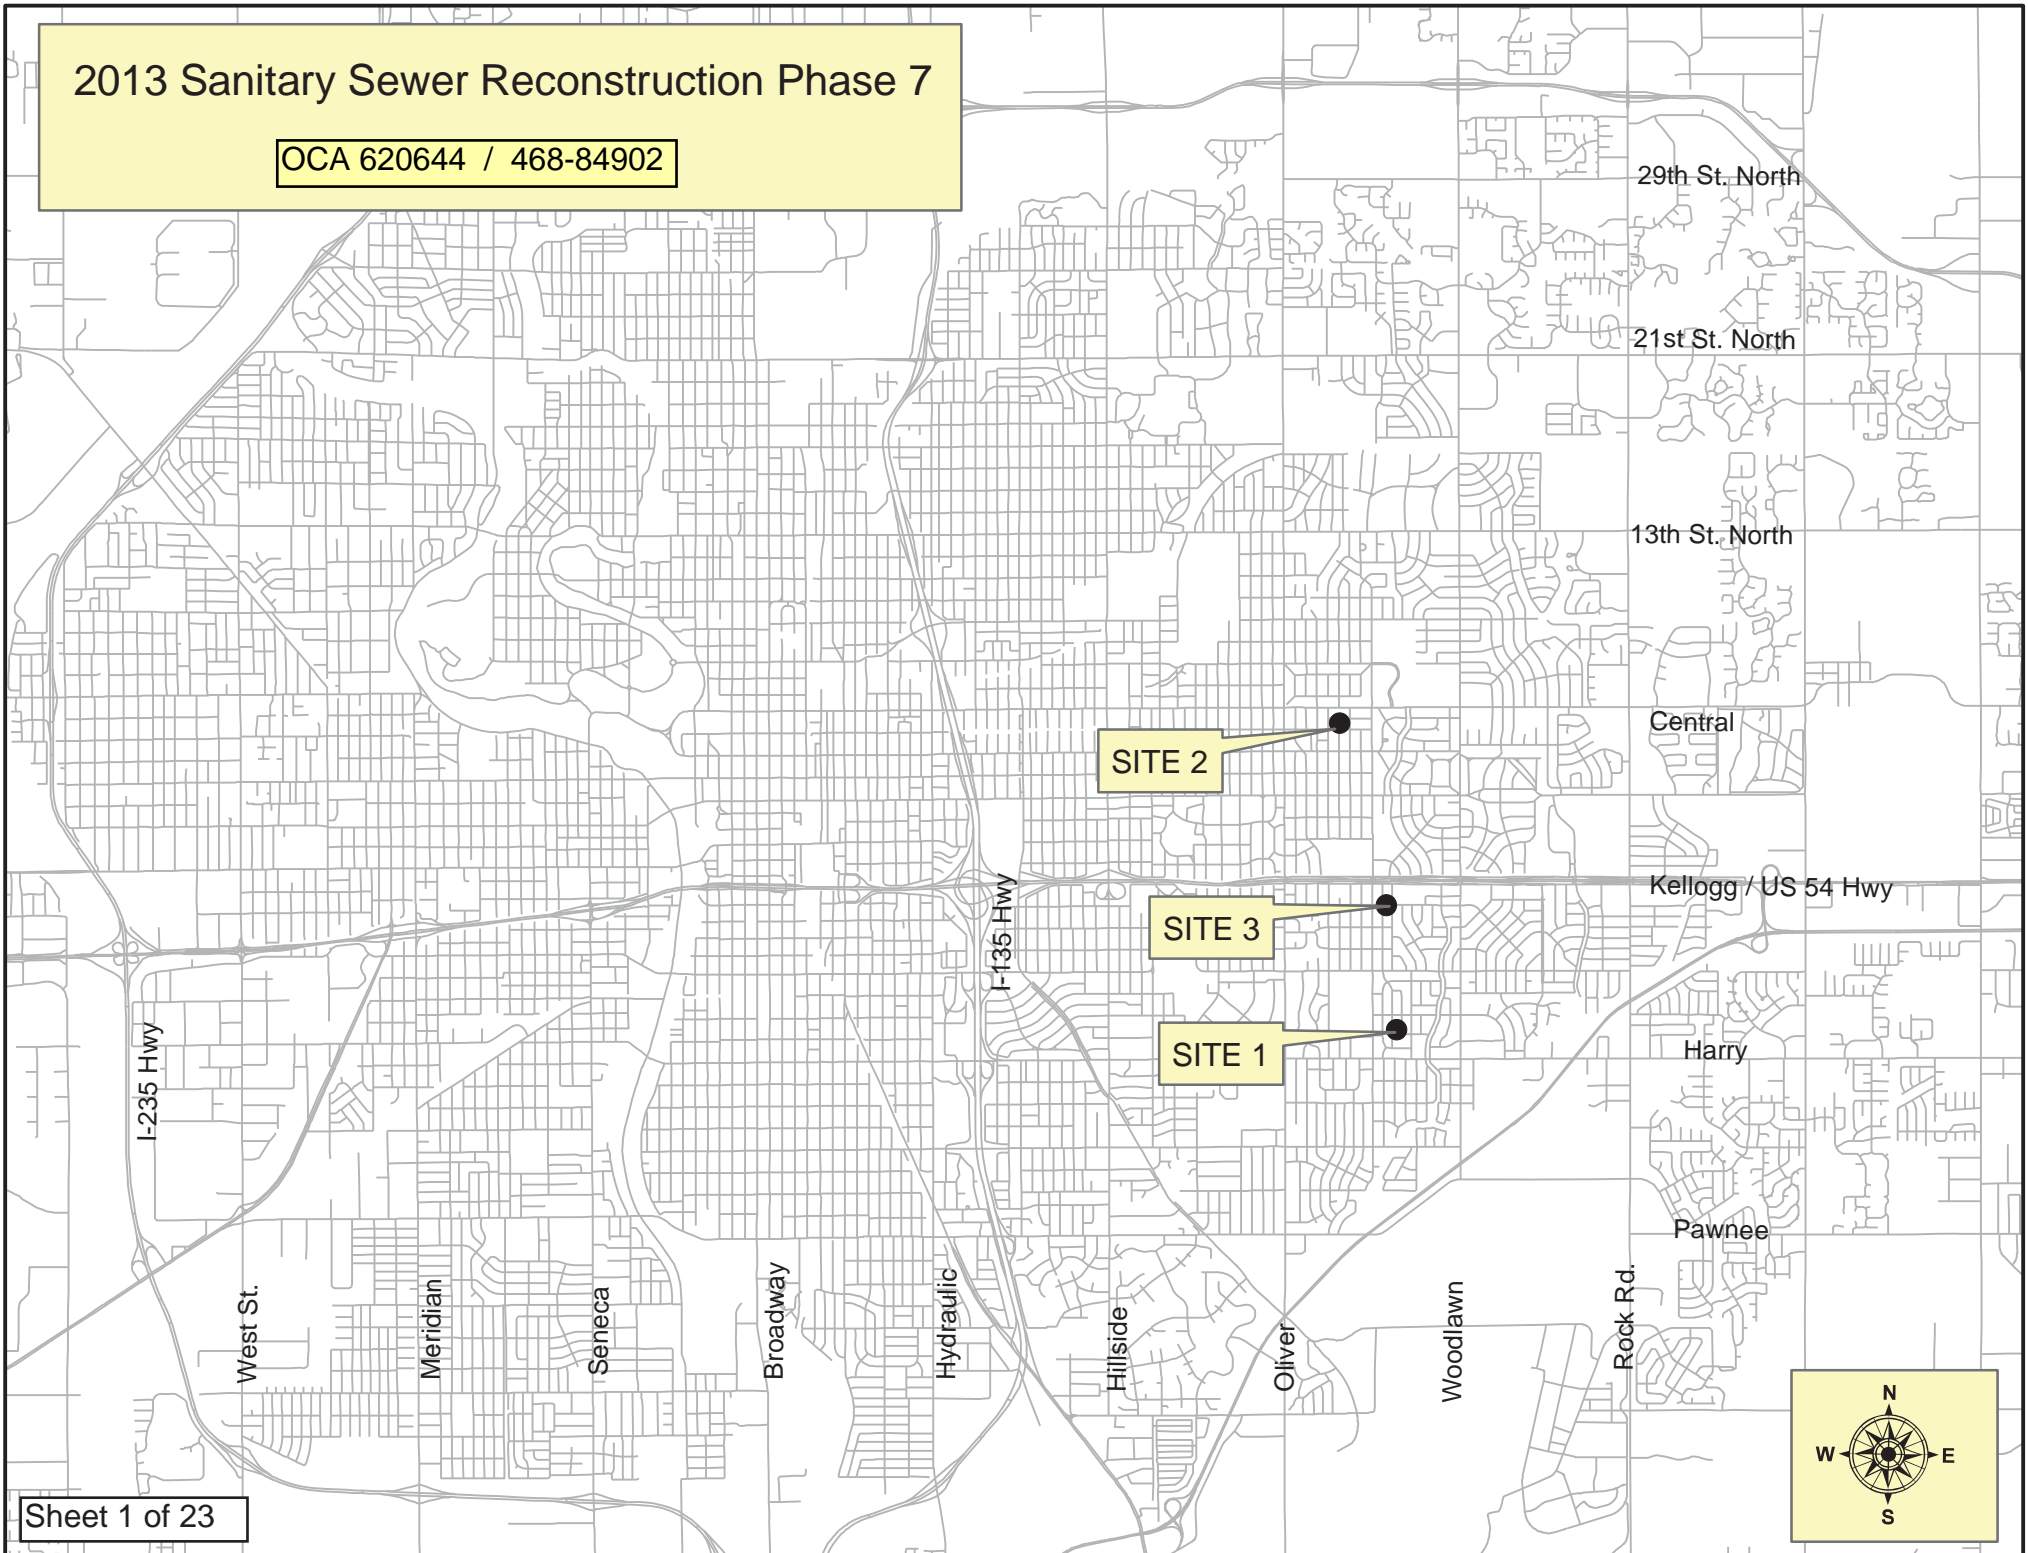 2013 Sanitary Sewer Reconstruction Phase 7
OCA 620644 / 468-84902
29th St. North
21st St. North
13th St. North
Central
SITE 2
Kellogg / US 54 Hwy
SITE 3
I-135 Hwy
SITE 1
Harry
I-235 Hwy
Pawnee
West St.
Meridian
Seneca
Broadway
Hydraulic
Hillside
Oliver
Woodlawn
Rock Rd.
N
W
E
S
Sheet 1 of 23